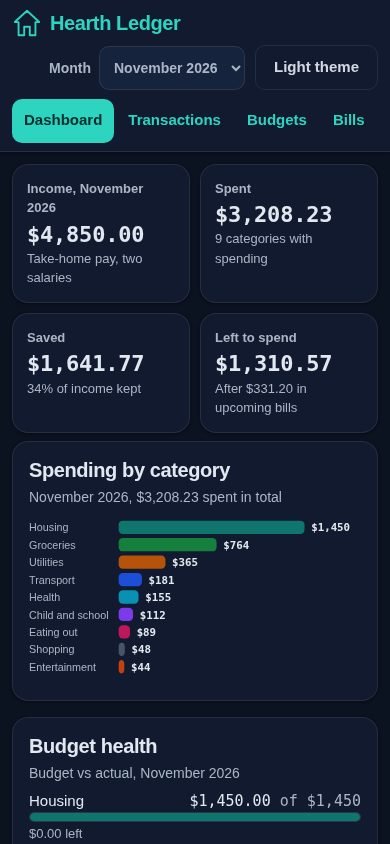 Hearth Ledger
Month
November 2026
Light theme
Dashboard
Transactions
Budgets
Bills
Income, November
2026
$4,850.00
Take-home pay, two
salaries
Spent
$3,208.23
9 categories with
spending
Saved
$1,641.77
34% of income kept
Left to spend
$1,310.57
After $331.20 in
upcoming bills
Spending by category
November 2026, $3,208.23 spent in total
Housing $1,450
Groceries $764
Utilities $365
Transport $181
Health $155
Child and school $112
Eating out $89
Shopping $48
Entertainment $44
Budget health
Budget vs actual, November 2026
Housing $1,450.00 of $1,450
$0.00 left